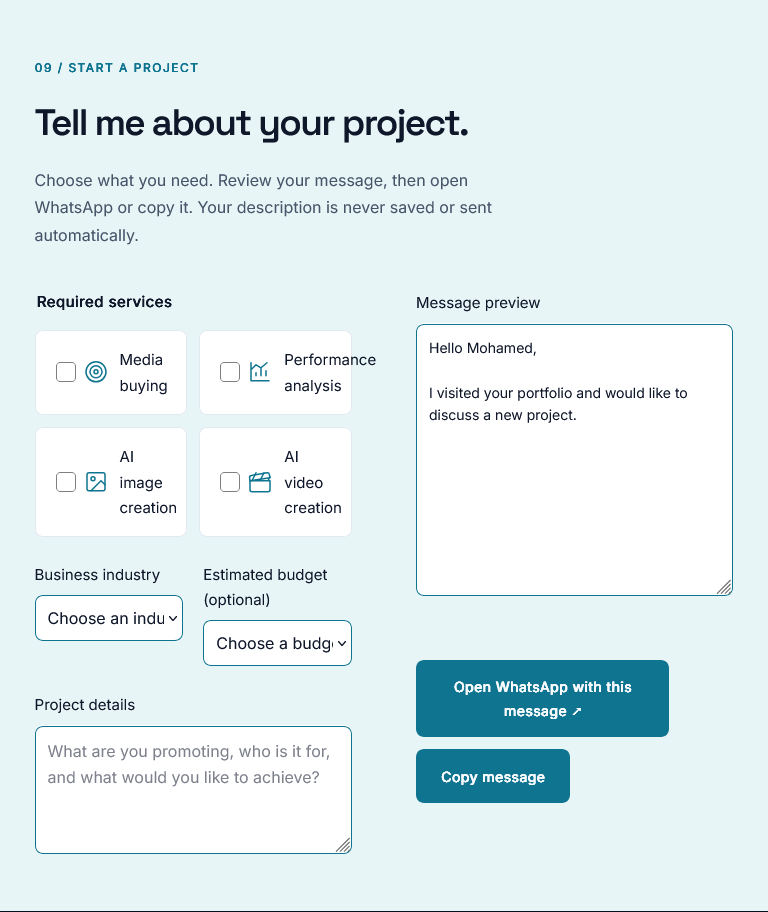 09 / START A PROJECT
Tell me about your project.
Choose what you need. Review your message, then open
WhatsApp or copy it. Your description is never saved or sent
automatically.
Required services
Media
buying
Performance
analysis
AI
image
creation
AI
video
creation
Business industry
Choose an indu
Estimated budget
(optional)
Choose a budg
Project details
What are you promoting, who is it for,
and what would you like to achieve?
Message preview
Hello Mohamed,
I visited your portfolio and would like to
discuss a new project.
Open WhatsApp with this
message ↗
Copy message